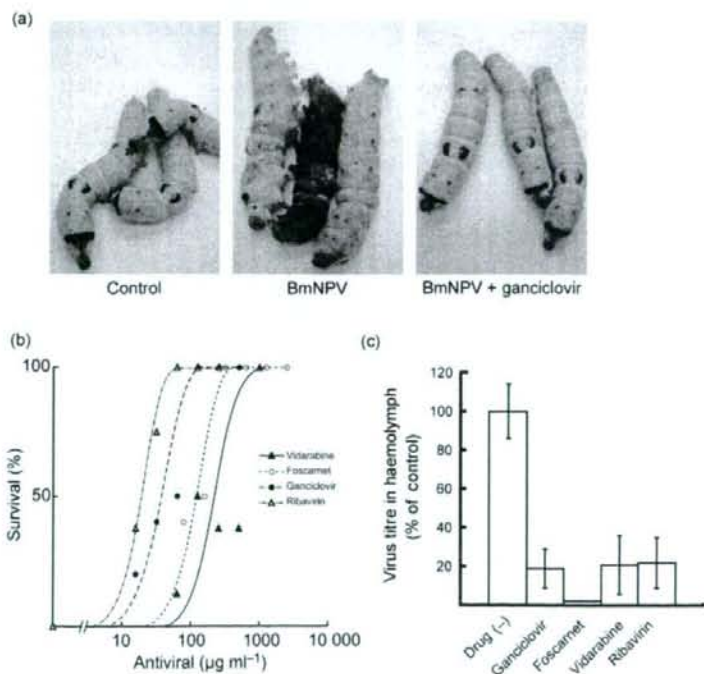 (a)
Control
BmNPV
BmNPV + ganciclovir
(b)
100
50
Survival (%)
Vidarabine
Foscarnet
Ganciclovir
Ribavirin
10 100 1000 10 000
Antiviral (µg ml⁻¹)
(c)
Virus titre in haemolymph
(% of control)
120
100
80
60
40
20
Drug (–)
Ganciclovir
Foscarnet
Vidarabine
Ribavirin